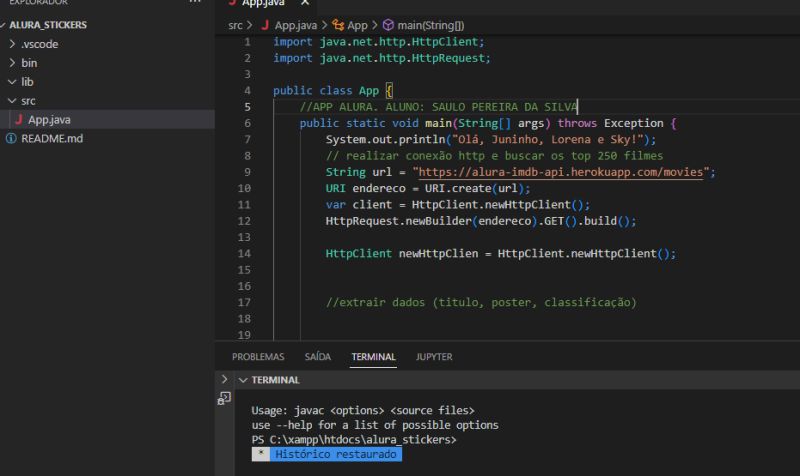 EXPLORADOR
...
App.java
ALURA_STICKERS
src > App.java > App > main(String[])
.vscode
bin
lib
src
App.java
README.md
1 import java.net.http.HttpClient;
2 import java.net.http.HttpRequest;
3
4 public class App {
5 //APP ALURA. ALUNO: SAULO PEREIRA DA SILVA
6 public static void main(String[] args) throws Exception {
7 System.out.println("Olá, Juninho, Lorena e Sky!");
8 // realizar conexão http e buscar os top 250 filmes
9 String url = "https://alura-imdb-api.herokuapp.com/movies";
10 URI endereco = URI.create(url);
11 var client = HttpClient.newHttpClient();
12 HttpRequest.newBuilder(endereco).GET().build();
13
14 HttpClient newHttpClien = HttpClient.newHttpClient();
15
16
17 //extrair dados (titulo, poster, classificação)
18
19
PROBLEMAS SAÍDA TERMINAL JUPYTER
TERMINAL
Usage: javac <options> <source files>
use --help for a list of possible options
PS C:\xampp\htdocs\alura_stickers>
* Histórico restaurado